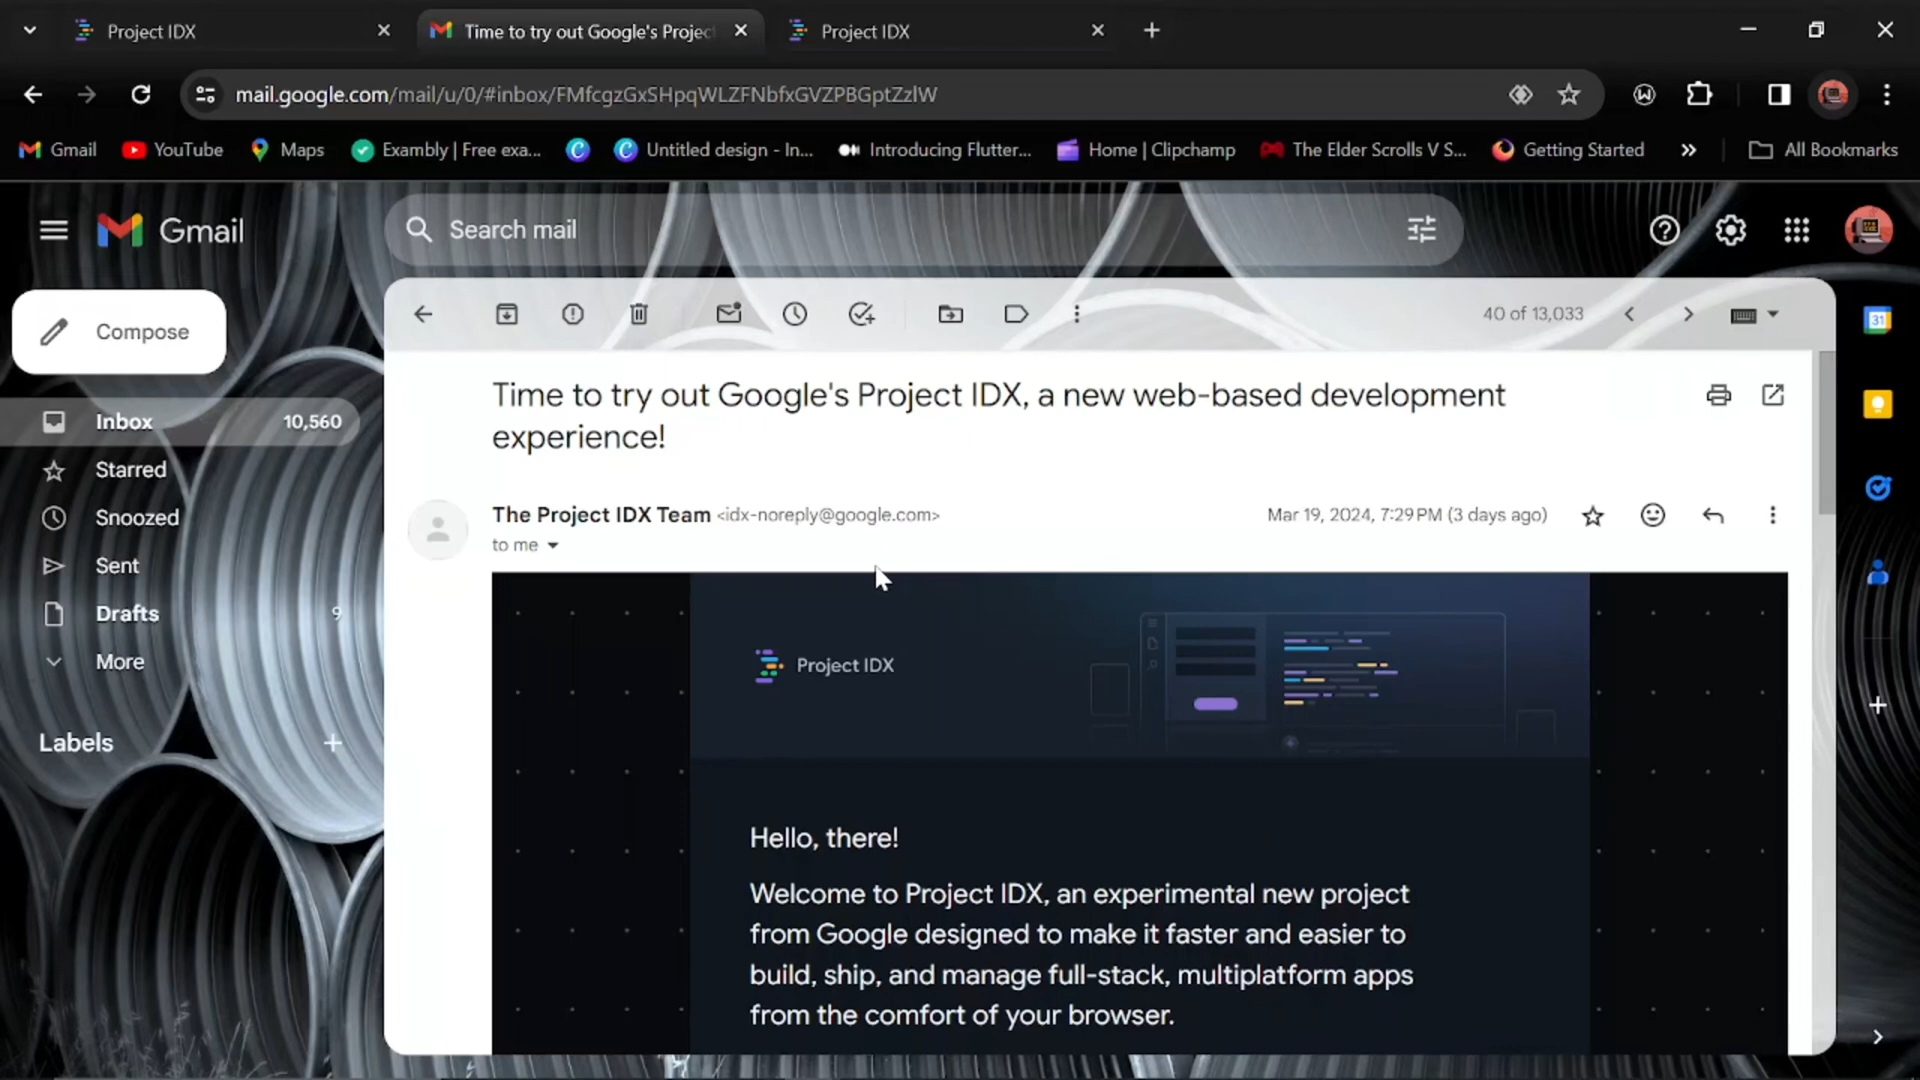 Project IDX
Time to try out Google's Projec
Project IDX
mail.google.com/mail/u/0/#inbox/FMfcgzGxSHpqWLZFNbfxGVZPBGptZzlW
Gmail
YouTube
Maps
Exambly | Free exa...
Untitled design - In...
Introducing Flutter...
Home | Clipchamp
The Elder Scrolls V S...
Getting Started
All Bookmarks
Gmail
Search mail
Compose
40 of 13,033
Inbox 10,560
Starred
Snoozed
Sent
Drafts 9
More
Labels
Time to try out Google's Project IDX, a new web-based development
experience!
The Project IDX Team <idx-noreply@google.com>
Mar 19, 2024, 7:29 PM (3 days ago)
to me
31
Project IDX
Hello, there!
Welcome to Project IDX, an experimental new project
from Google designed to make it faster and easier to
build, ship, and manage full-stack, multiplatform apps
from the comfort of your browser.